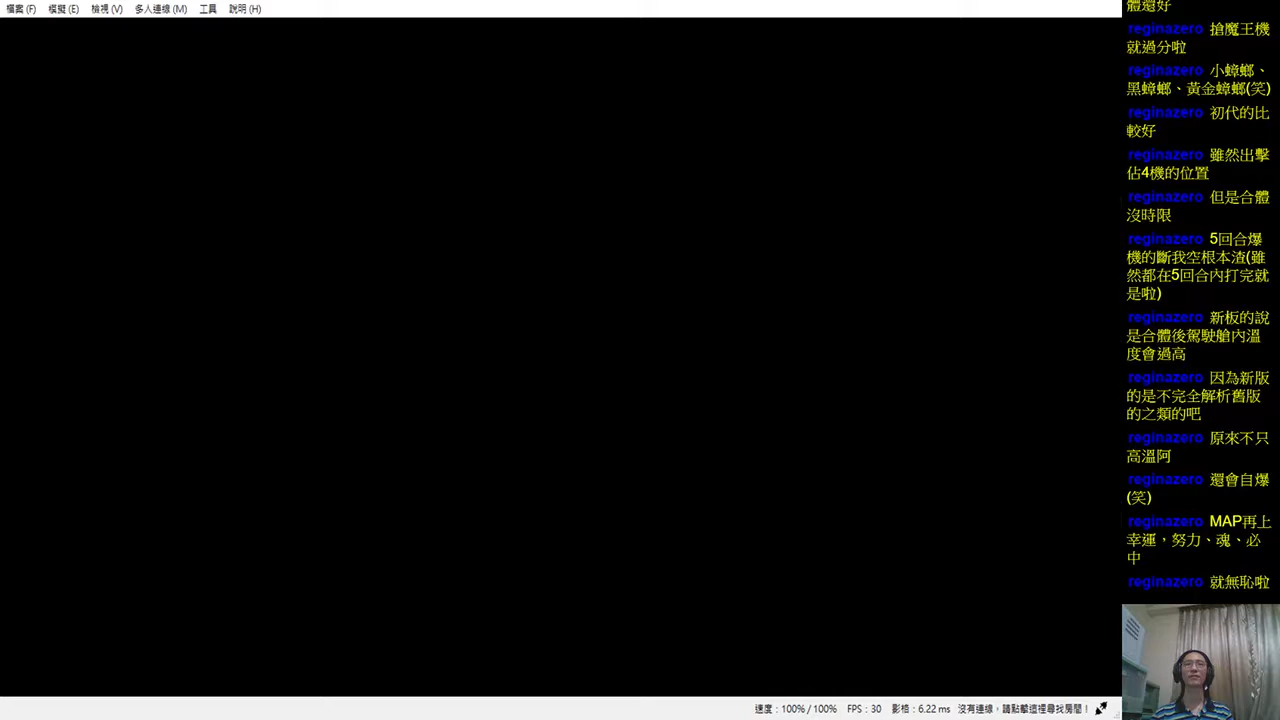 檔案(F) 模擬(E) 檢視(V) 多人連線(M) 工具 說明(H)
體還好
reginazero 搶魔王機
就過分啦
reginazero 小蟑螂、
黑蟑螂、黃金蟑螂(笑)
reginazero 初代的比
較好
reginazero 雖然出擊
佔4機的位置
reginazero 但是合體
沒時限
reginazero 5回合爆
機的斷我空根本渣(雖
然都在5回合內打完就
是啦)
reginazero 新板的說
是合體後駕駛艙內溫
度會過高
reginazero 因為新版
的是不完全解析舊版
的之類的吧
reginazero 原來不只
高溫阿
reginazero 還會自爆
(笑)
reginazero MAP再上
幸運，努力、魂、必
中
reginazero 就無恥啦
速度：100% / 100% FPS：30 影格：6.22 ms 沒有連線，請點擊這裡尋找房間！